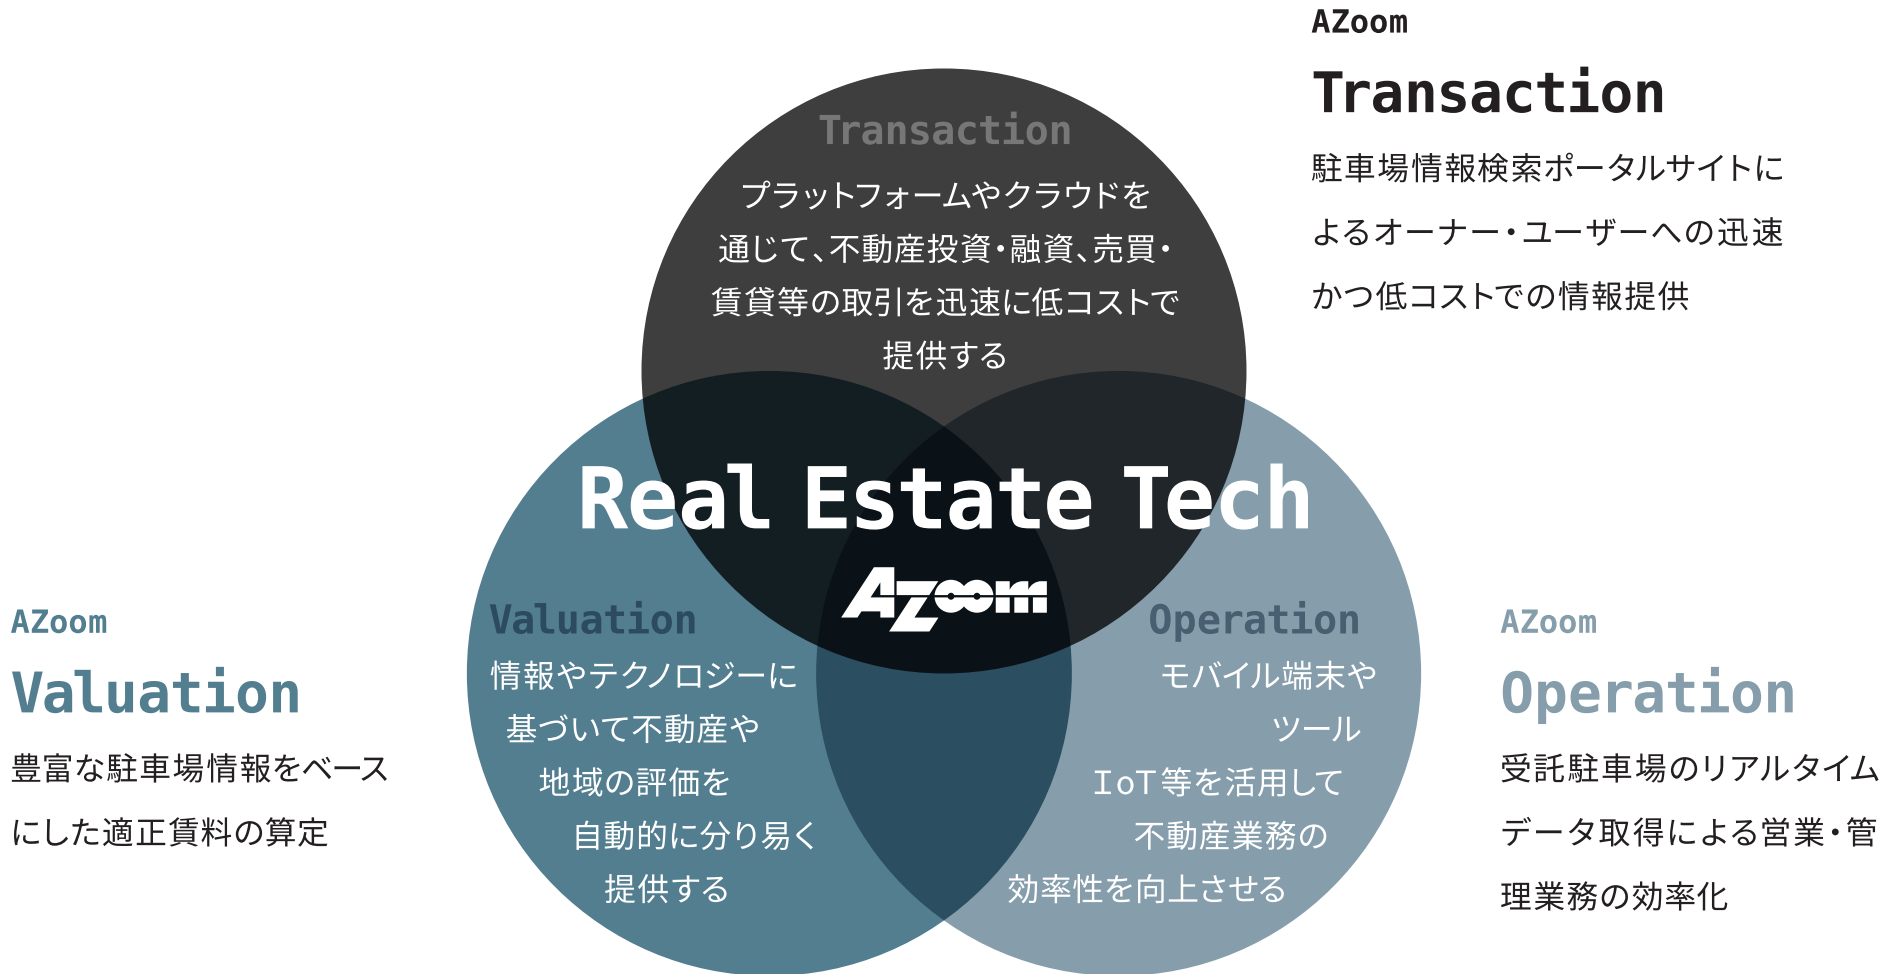 AZoom
Transaction
駐車場情報検索ポータルサイトに
よるオーナー・ユーザーへの迅速
かつ低コストでの情報提供
Transaction
プラットフォームやクラウドを
通じて、不動産投資・融資、売買・
賃貸等の取引を迅速に低コストで
提供する
Real Estate Tech
AZoom
Valuation
情報やテクノロジーに
基づいて不動産や
地域の評価を
自動的に分り易く
提供する
Operation
モバイル端末や
ツール
IoT等を活用して
不動産業務の
効率性を向上させる
AZoom
Valuation
豊富な駐車場情報をベース
にした適正賃料の算定
AZoom
Operation
受託駐車場のリアルタイム
データ取得による営業・管
理業務の効率化